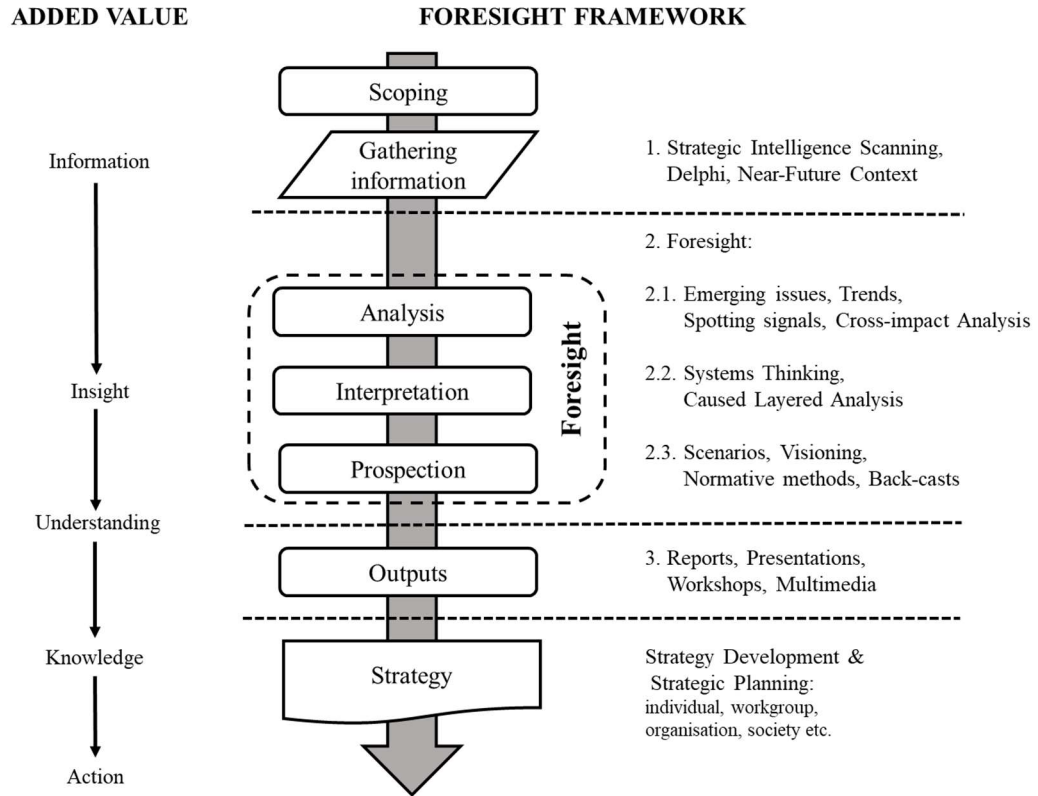 ADDED VALUE
FORESIGHT FRAMEWORK
Information
Insight
Understanding
Knowledge
Action
Scoping
Gathering
information
Analysis
Interpretation
Prospection
Foresight
Outputs
Strategy
1. Strategic Intelligence Scanning,
Delphi, Near-Future Context
2. Foresight:
2.1. Emerging issues, Trends,
Spotting signals, Cross-impact Analysis
2.2. Systems Thinking,
Caused Layered Analysis
2.3. Scenarios, Visioning,
Normative methods, Back-casts
3. Reports, Presentations,
Workshops, Multimedia
Strategy Development &
Strategic Planning:
individual, workgroup,
organisation, society etc.